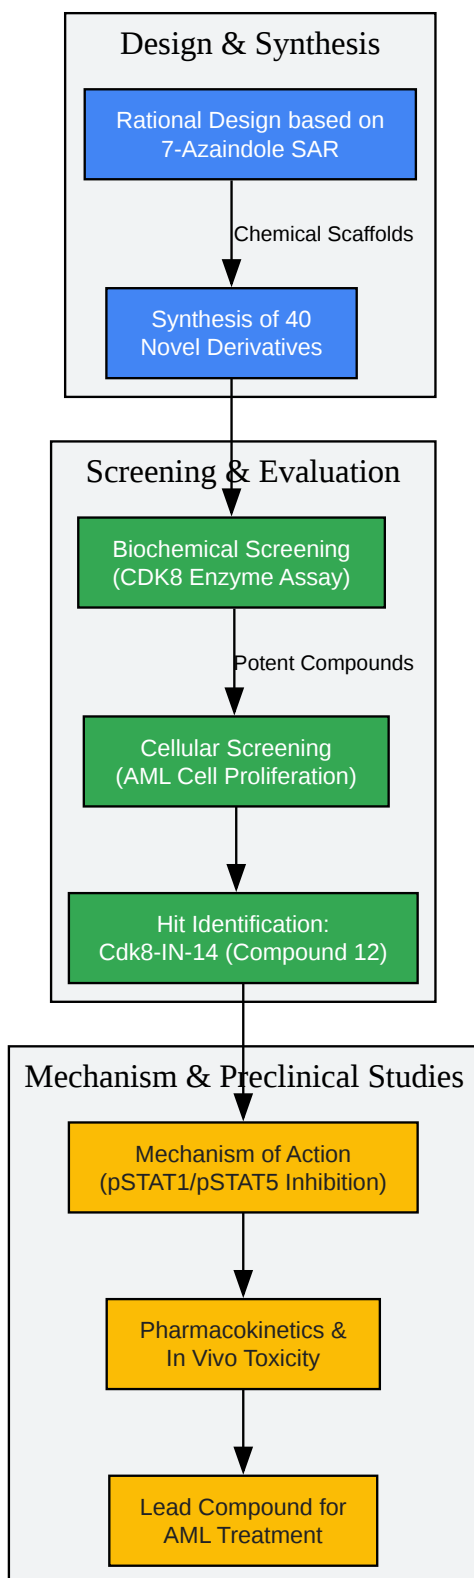 Design & Synthesis
Rational Design based on
7-Azaindole SAR
Chemical Scaffolds
Synthesis of 40
Novel Derivatives
Screening & Evaluation
Biochemical Screening
(CDK8 Enzyme Assay)
Potent Compounds
Cellular Screening
(AML Cell Proliferation)
Hit Identification:
Cdk8-IN-14 (Compound 12)
Mechanism & Preclinical Studies
Mechanism of Action
(pSTAT1/pSTAT5 Inhibition)
Pharmacokinetics &
In Vivo Toxicity
Lead Compound for
AML Treatment